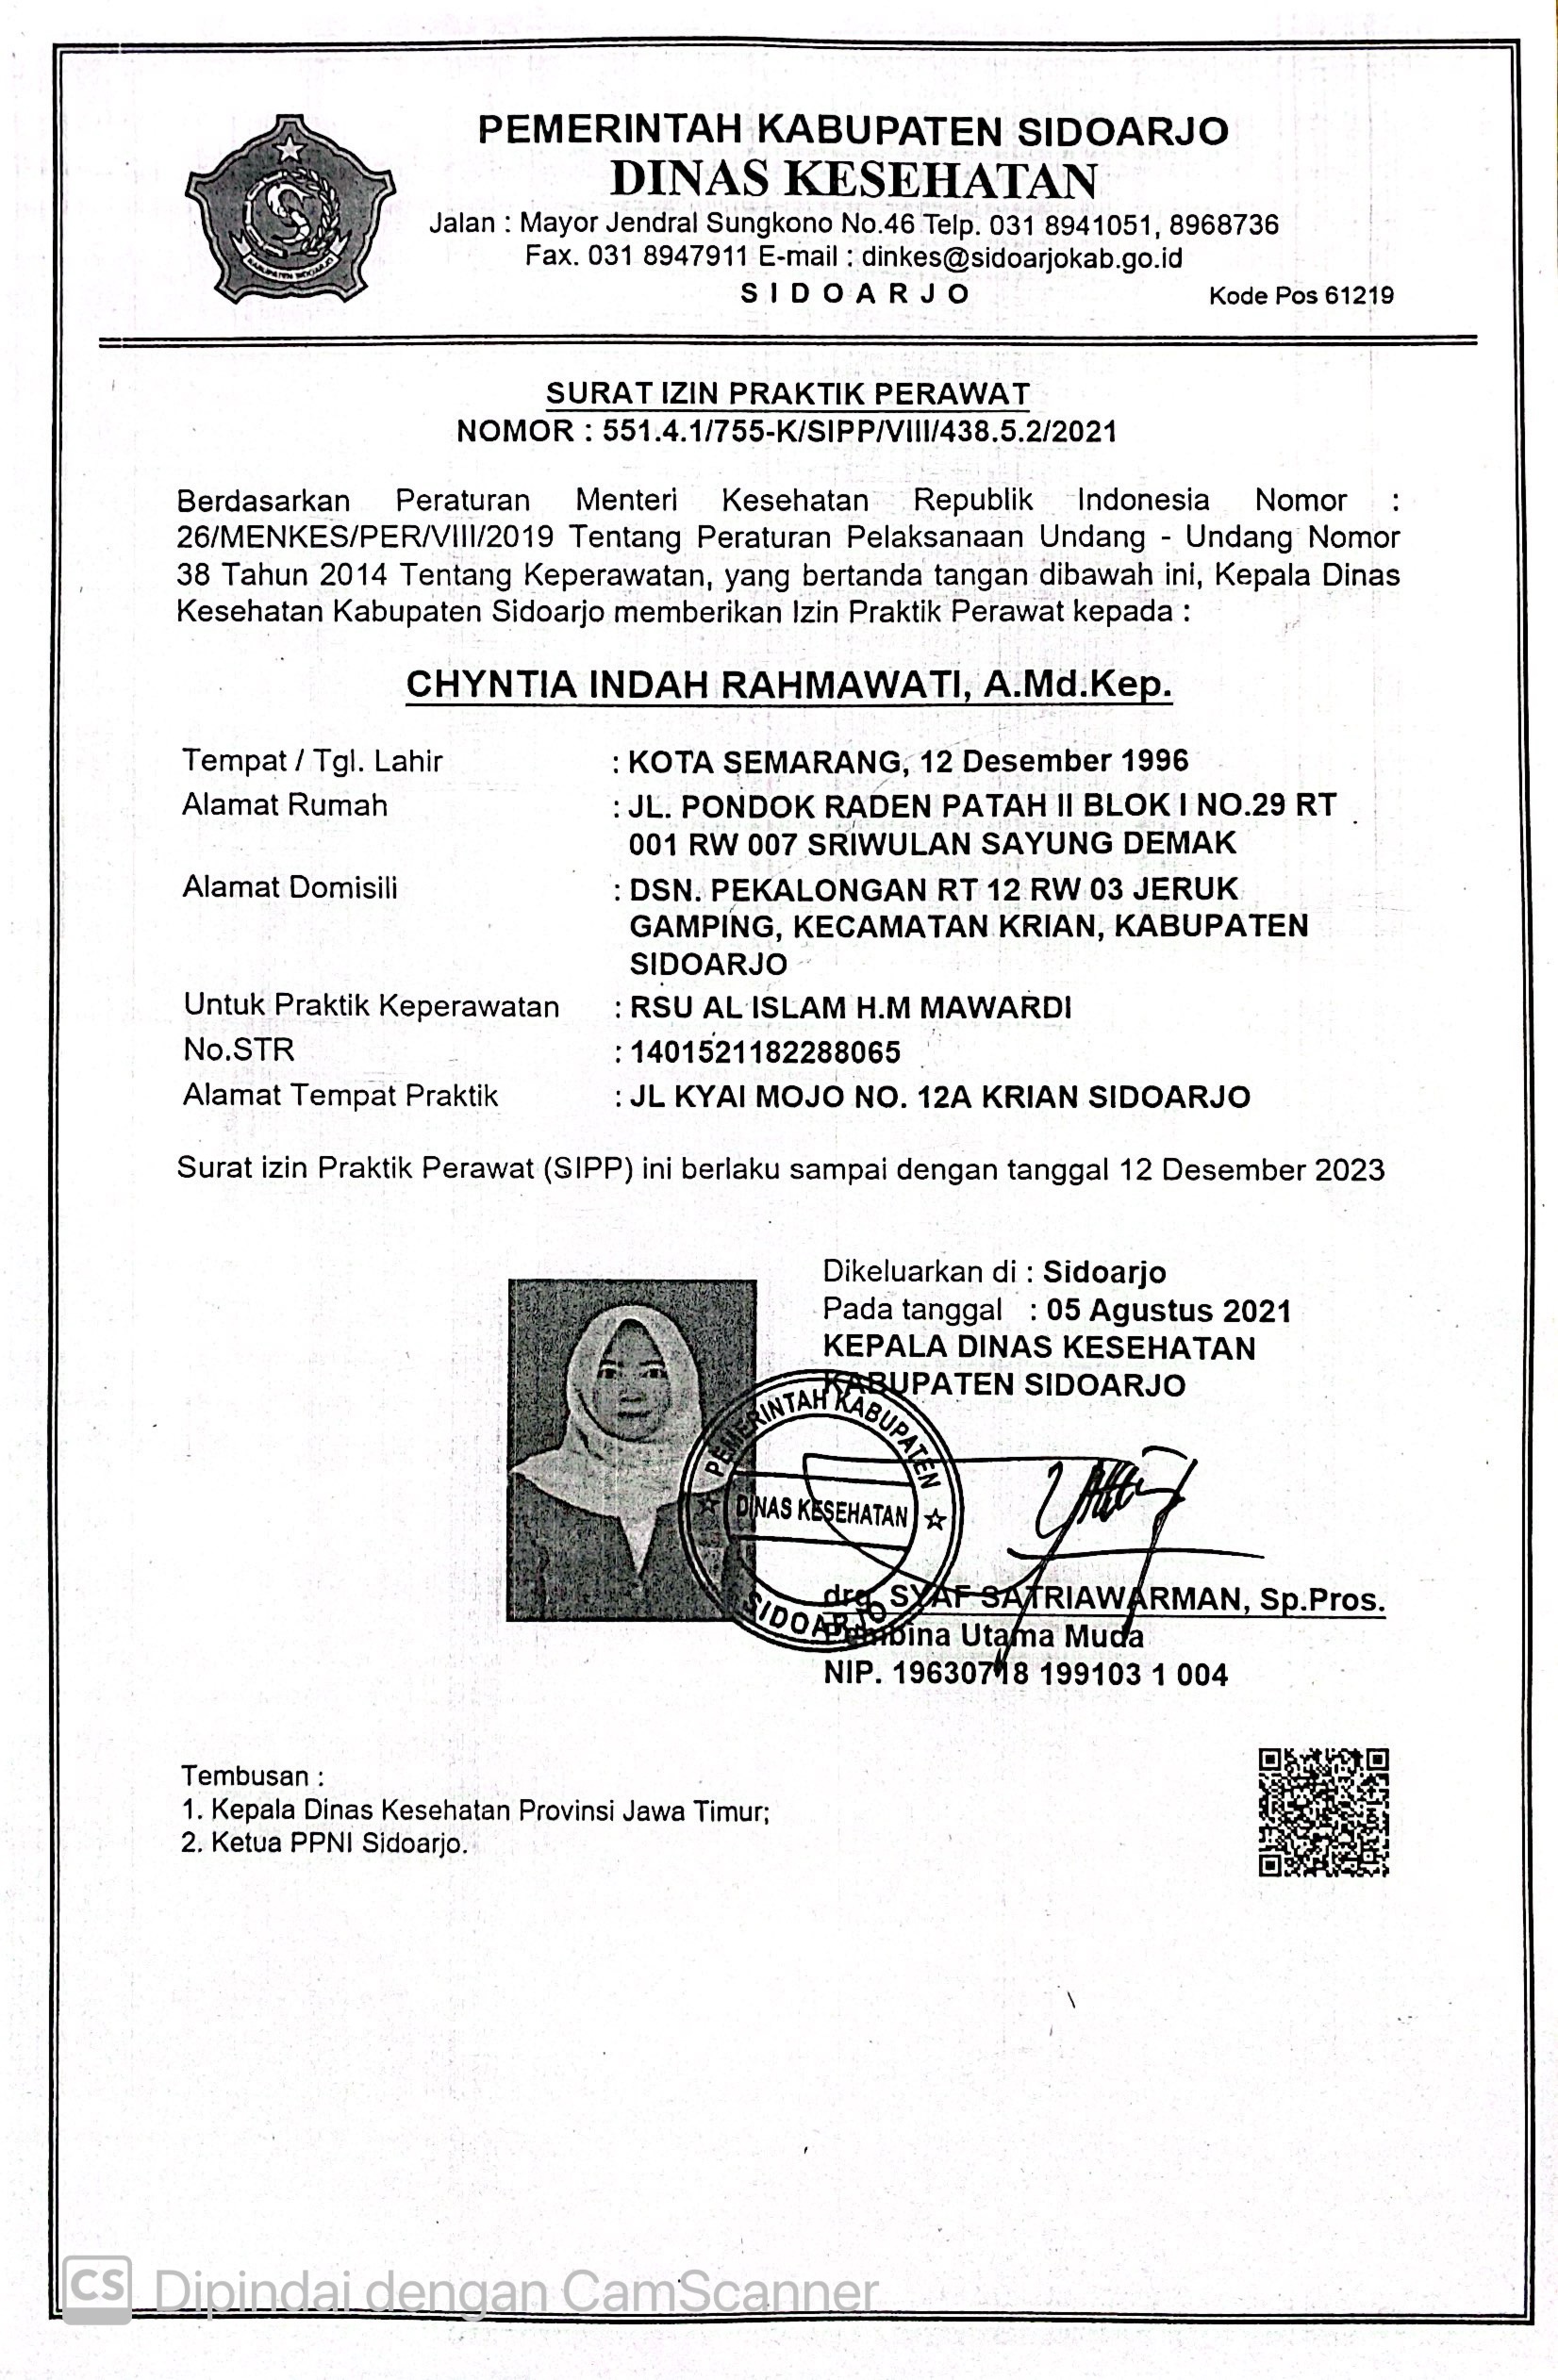 PEMERINTAH KABUPATEN SIDOARJO
DINAS KESEHATAN
Jalan : Mayor Jendral Sungkono No.46 Telp. 031 8941051, 8968736
Fax. 031 8947911 E-mail : dinkes@sidoarjokab.go.id
S I D O A R J O Kode Pos 61219
KABUPATEN SIDOARJO
SURAT IZIN PRAKTIK PERAWAT
NOMOR : 551.4.1/755-K/SIPP/VIII/438.5.2/2021
Berdasarkan Peraturan Menteri Kesehatan Republik Indonesia Nomor :
26/MENKES/PER/VIII/2019 Tentang Peraturan Pelaksanaan Undang - Undang Nomor
38 Tahun 2014 Tentang Keperawatan, yang bertanda tangan dibawah ini, Kepala Dinas
Kesehatan Kabupaten Sidoarjo memberikan Izin Praktik Perawat kepada :
CHYNTIA INDAH RAHMAWATI, A.Md.Kep.
Tempat / Tgl. Lahir : KOTA SEMARANG, 12 Desember 1996
Alamat Rumah : JL. PONDOK RADEN PATAH II BLOK I NO.29 RT
001 RW 007 SRIWULAN SAYUNG DEMAK
Alamat Domisili : DSN. PEKALONGAN RT 12 RW 03 JERUK
GAMPING, KECAMATAN KRIAN, KABUPATEN
SIDOARJO
Untuk Praktik Keperawatan : RSU AL ISLAM H.M MAWARDI
No.STR : 1401521182288065
Alamat Tempat Praktik : JL KYAI MOJO NO. 12A KRIAN SIDOARJO
Surat izin Praktik Perawat (SIPP) ini berlaku sampai dengan tanggal 12 Desember 2023
Dikeluarkan di : Sidoarjo
Pada tanggal : 05 Agustus 2021
KEPALA DINAS KESEHATAN
KABUPATEN SIDOARJO
PEMERINTAH KABUPATEN
DINAS KESEHATAN
SIDOARJO
drg. SYAF SATRIAWARMAN, Sp.Pros.
Pembina Utama Muda
NIP. 19630718 199103 1 004
Tembusan :
1. Kepala Dinas Kesehatan Provinsi Jawa Timur;
2. Ketua PPNI Sidoarjo.
CS Dipindai dengan CamScanner